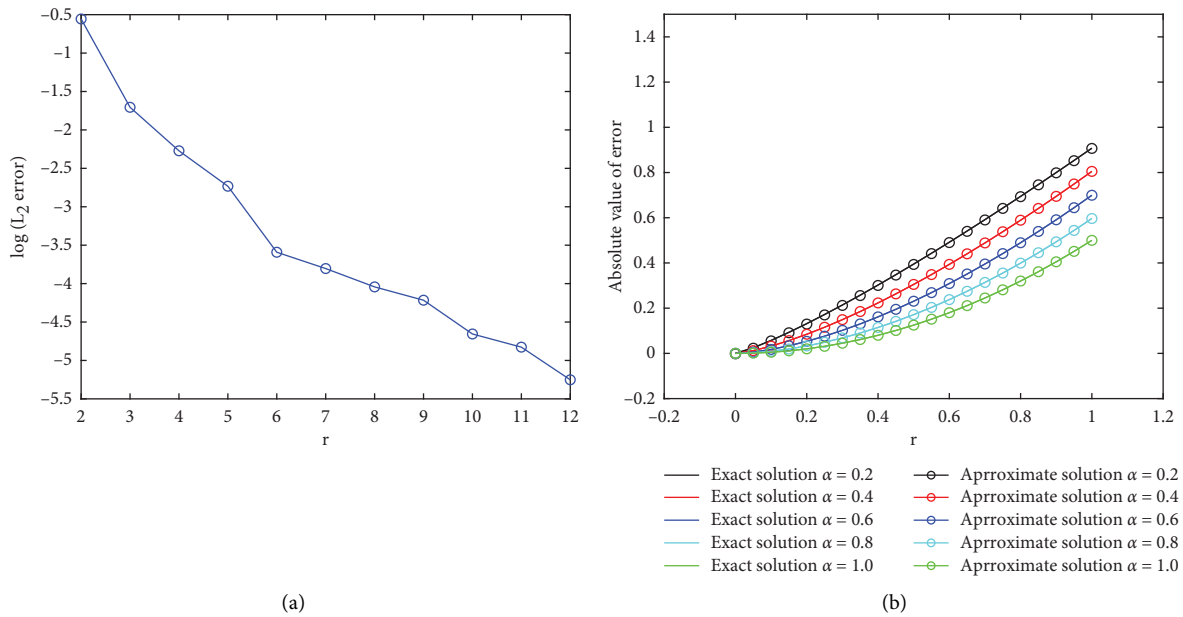 −0.5
−1
−1.5
−2
−2.5
−3
−3.5
−4
−4.5
−5
−5.5
log (L2 error)
2 3 4 5 6 7 8 9 10 11 12
r
(a)
1.4
1.2
1
0.8
0.6
0.4
0.2
0
−0.2
Absolute value of error
−0.2 0 0.2 0.4 0.6 0.8 1 1.2
r
Exact solution α = 0.2
Exact solution α = 0.4
Exact solution α = 0.6
Exact solution α = 0.8
Exact solution α = 1.0
Aprroximate solution α = 0.2
Aprroximate solution α = 0.4
Aprroximate solution α = 0.6
Aprroximate solution α = 0.8
Aprroximate solution α = 1.0
(b)